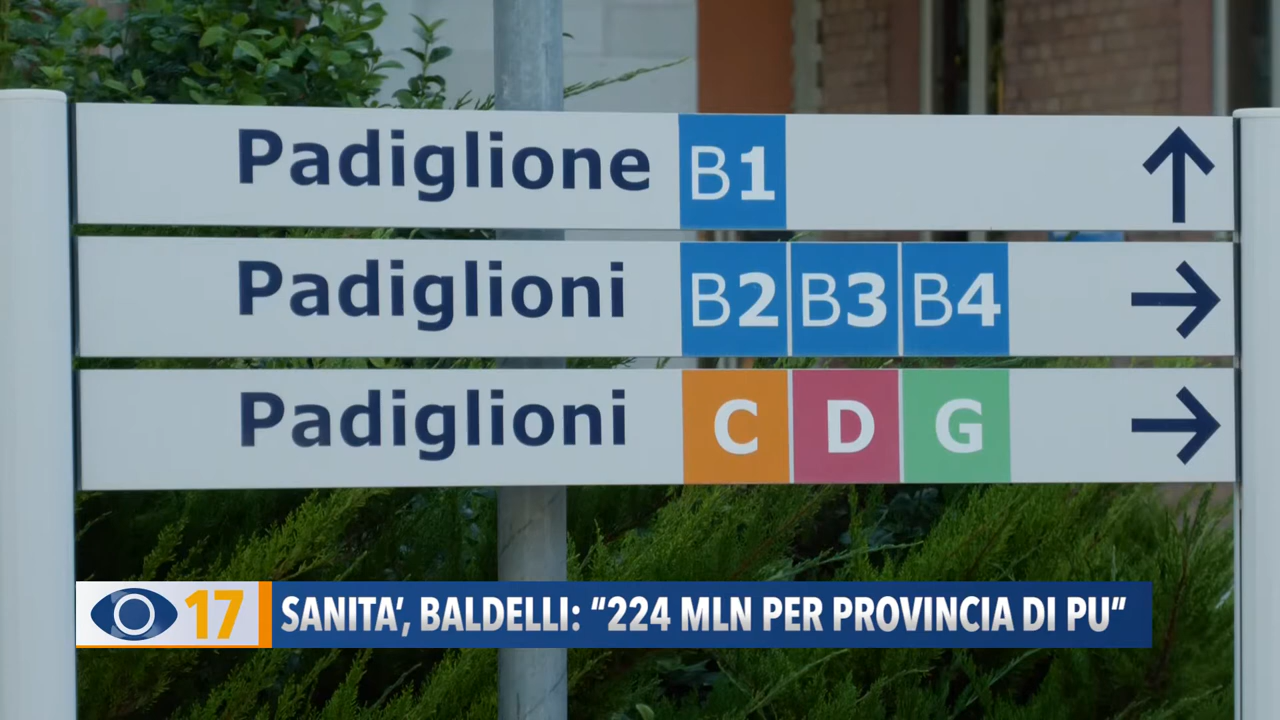 Padiglione B1
Padiglioni B2 B3 B4
Padiglioni C D G
17 SANITA’, BALDELLI: “224 MLN PER PROVINCIA DI PU”